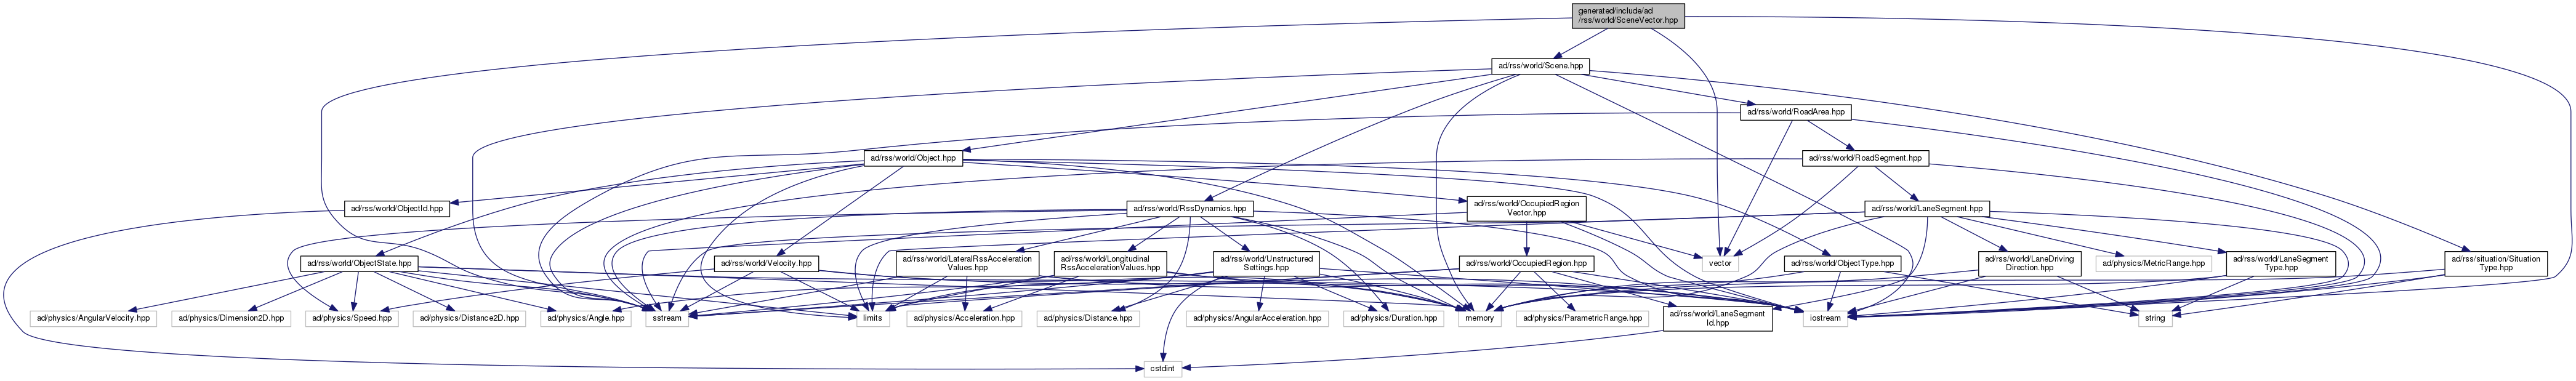 generated/include/ad
/rss/world/SceneVector.hpp
ad/rss/world/Scene.hpp
ad/rss/world/RoadArea.hpp
ad/rss/world/Object.hpp
ad/rss/world/RoadSegment.hpp
ad/rss/world/ObjectId.hpp
ad/rss/world/RssDynamics.hpp
ad/rss/world/OccupiedRegion
Vector.hpp
ad/rss/world/LaneSegment.hpp
ad/rss/world/ObjectState.hpp
ad/rss/world/Velocity.hpp
ad/rss/world/LateralRssAcceleration
Values.hpp
ad/rss/world/Longitudinal
RssAccelerationValues.hpp
ad/rss/world/Unstructured
Settings.hpp
ad/rss/world/OccupiedRegion.hpp
vector
ad/rss/world/ObjectType.hpp
ad/rss/world/LaneDriving
Direction.hpp
ad/physics/MetricRange.hpp
ad/rss/world/LaneSegment
Type.hpp
ad/rss/situation/Situation
Type.hpp
ad/physics/AngularVelocity.hpp
ad/physics/Dimension2D.hpp
ad/physics/Speed.hpp
ad/physics/Distance2D.hpp
ad/physics/Angle.hpp
sstream
limits
ad/physics/Acceleration.hpp
ad/physics/Distance.hpp
ad/physics/AngularAcceleration.hpp
ad/physics/Duration.hpp
memory
ad/physics/ParametricRange.hpp
ad/rss/world/LaneSegment
Id.hpp
iostream
string
cstdint